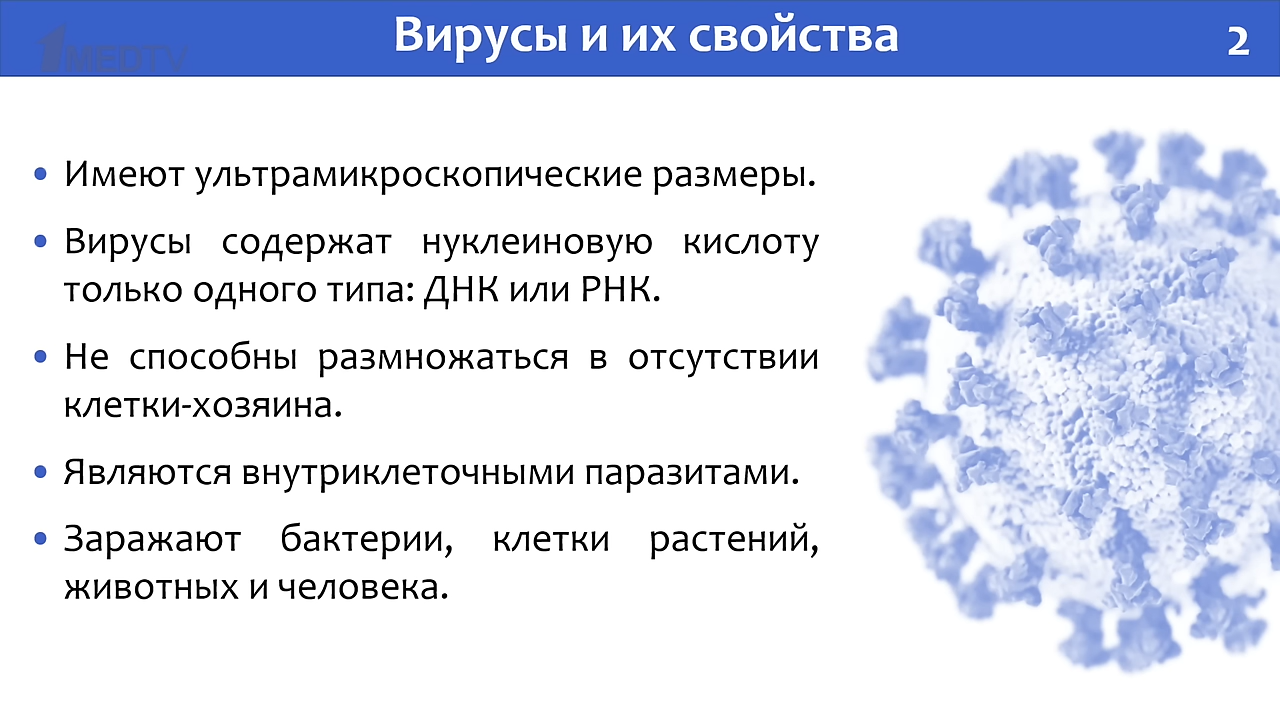 1MEDTV
Вирусы и их свойства
2
• Имеют ультрамикроскопические размеры.
• Вирусы содержат нуклеиновую кислоту
только одного типа: ДНК или РНК.
• Не способны размножаться в отсутствии
клетки-хозяина.
• Являются внутриклеточными паразитами.
• Заражают бактерии, клетки растений,
животных и человека.